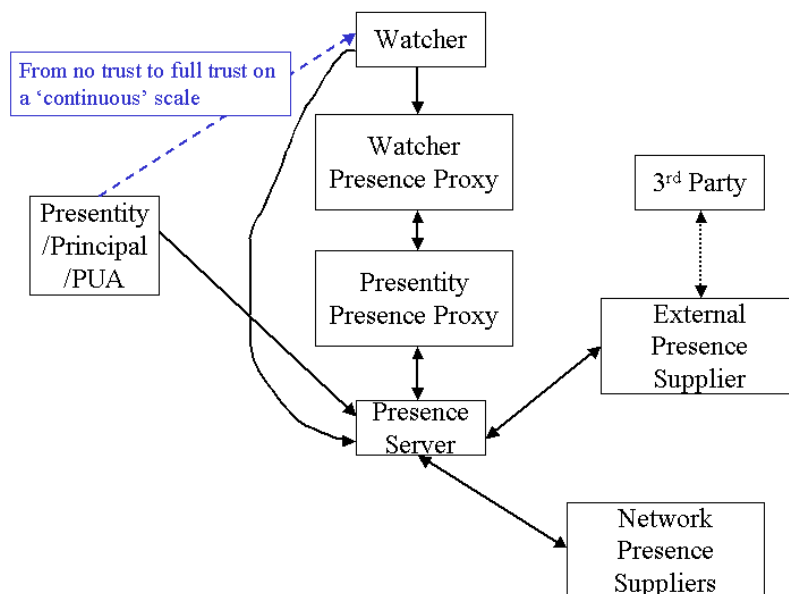 Watcher
From no trust to full trust on
a ‘continuous’ scale
Watcher
Presence Proxy
3rd Party
Presentity
/Principal
/PUA
Presentity
Presence Proxy
External
Presence
Supplier
Presence
Server
Network
Presence
Suppliers